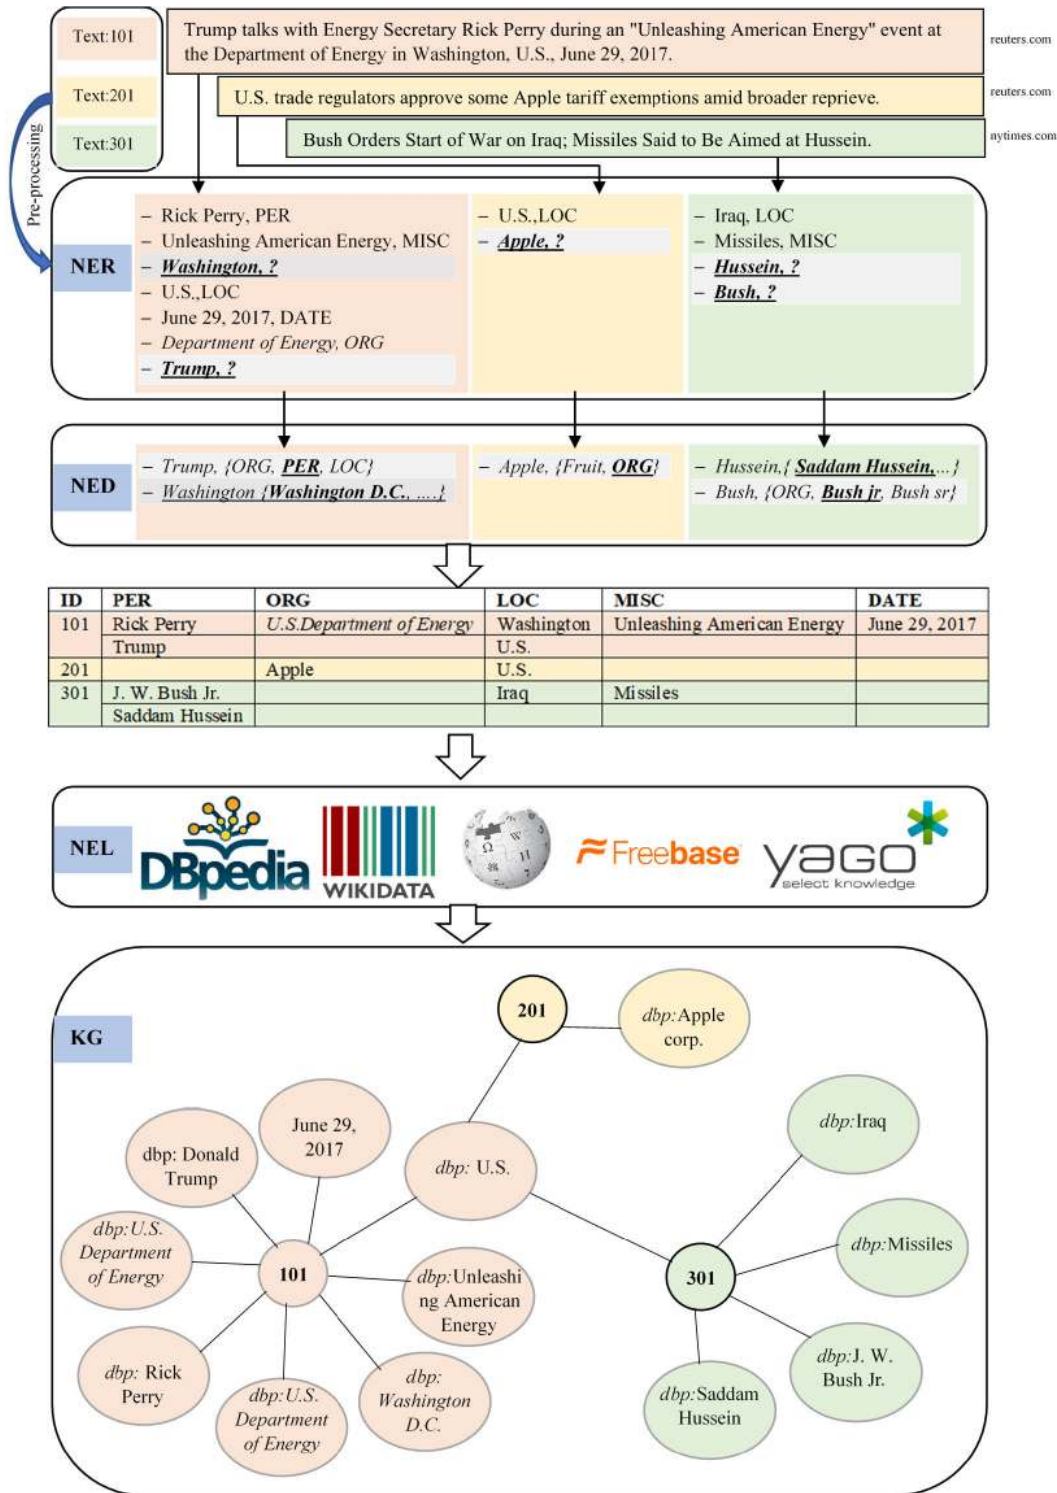 Text:101
Text:201
Text:301
Pre-processing
Trump talks with Energy Secretary Rick Perry during an "Unleashing American Energy" event at
the Department of Energy in Washington, U.S., June 29, 2017.
reuters.com
U.S. trade regulators approve some Apple tariff exemptions amid broader reprieve.
reuters.com
Bush Orders Start of War on Iraq; Missiles Said to Be Aimed at Hussein.
nytimes.com
NER
– Rick Perry, PER
– Unleashing American Energy, MISC
– Washington, ?
– U.S.,LOC
– June 29, 2017, DATE
– Department of Energy, ORG
– Trump, ?
– U.S.,LOC
– Apple, ?
– Iraq, LOC
– Missiles, MISC
– Hussein, ?
– Bush, ?
NED
– Trump, {ORG, PER, LOC}
– Washington {Washington D.C., ....}
– Apple, {Fruit, ORG}
– Hussein,{ Saddam Hussein,...}
– Bush, {ORG, Bush jr, Bush sr}
ID PER ORG LOC MISC DATE
101 Rick Perry U.S.Department of Energy Washington Unleashing American Energy June 29, 2017
Trump U.S.
201 Apple U.S.
301 J. W. Bush Jr. Iraq Missiles
Saddam Hussein
NEL
DBpedia
WIKIDATA
Freebase
yago
select knowledge
KG
201
dbp:Apple
corp.
June 29,
2017
dbp: Donald
Trump
dbp: U.S.
dbp:Iraq
dbp:U.S.
Department
of Energy
101
dbp:Unleashi
ng American
Energy
dbp:Missiles
301
dbp: Rick
Perry
dbp:U.S.
Department
of Energy
dbp:
Washington
D.C.
dbp:J. W.
Bush Jr.
dbp:Saddam
Hussein